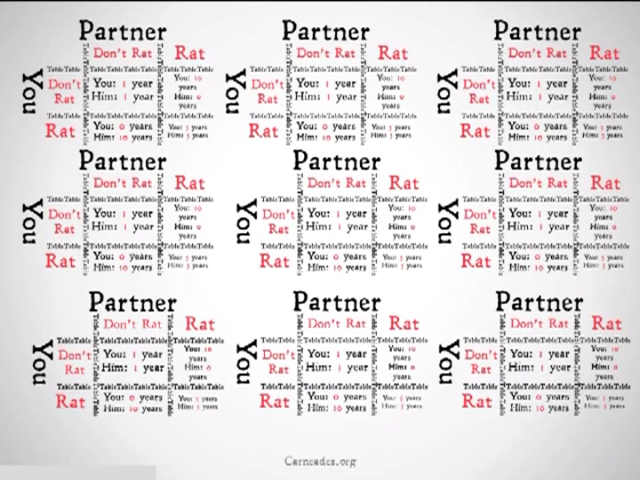 Partner
Don't Rat
Rat
You
Don't
Rat
You: 1 year
Him: 1 year
You: 10
years
Him: 0
years
Rat
You: 0 years
Him: 10 years
You: 5 years
Him: 5 years
Partner
Don't Rat
Rat
You
Don't
Rat
You: 1 year
Him: 1 year
You: 10
years
Him: 0
years
Rat
You: 0 years
Him: 10 years
You: 5 years
Him: 5 years
Partner
Don't Rat
Rat
You
Don't
Rat
You: 1 year
Him: 1 year
You: 10
years
Him: 0
years
Rat
You: 0 years
Him: 10 years
You: 5 years
Him: 5 years
Partner
Don't Rat
Rat
You
Don't
Rat
You: 1 year
Him: 1 year
You: 10
years
Him: 0
years
Rat
You: 0 years
Him: 10 years
You: 5 years
Him: 5 years
Partner
Don't Rat
Rat
You
Don't
Rat
You: 1 year
Him: 1 year
You: 10
years
Him: 0
years
Rat
You: 0 years
Him: 10 years
You: 5 years
Him: 5 years
Partner
Don't Rat
Rat
You
Don't
Rat
You: 1 year
Him: 1 year
You: 10
years
Him: 0
years
Rat
You: 0 years
Him: 10 years
You: 5 years
Him: 5 years
Partner
Don't Rat
Rat
You
Don't
Rat
You: 1 year
Him: 1 year
You: 10
years
Him: 0
years
Rat
You: 0 years
Him: 10 years
You: 5 years
Him: 5 years
Partner
Don't Rat
Rat
You
Don't
Rat
You: 1 year
Him: 1 year
You: 10
years
Him: 0
years
Rat
You: 0 years
Him: 10 years
You: 5 years
Him: 5 years
Partner
Don't Rat
Rat
You
Don't
Rat
You: 1 year
Him: 1 year
You: 10
years
Him: 0
years
Rat
You: 0 years
Him: 10 years
You: 5 years
Him: 5 years
Carneades.org